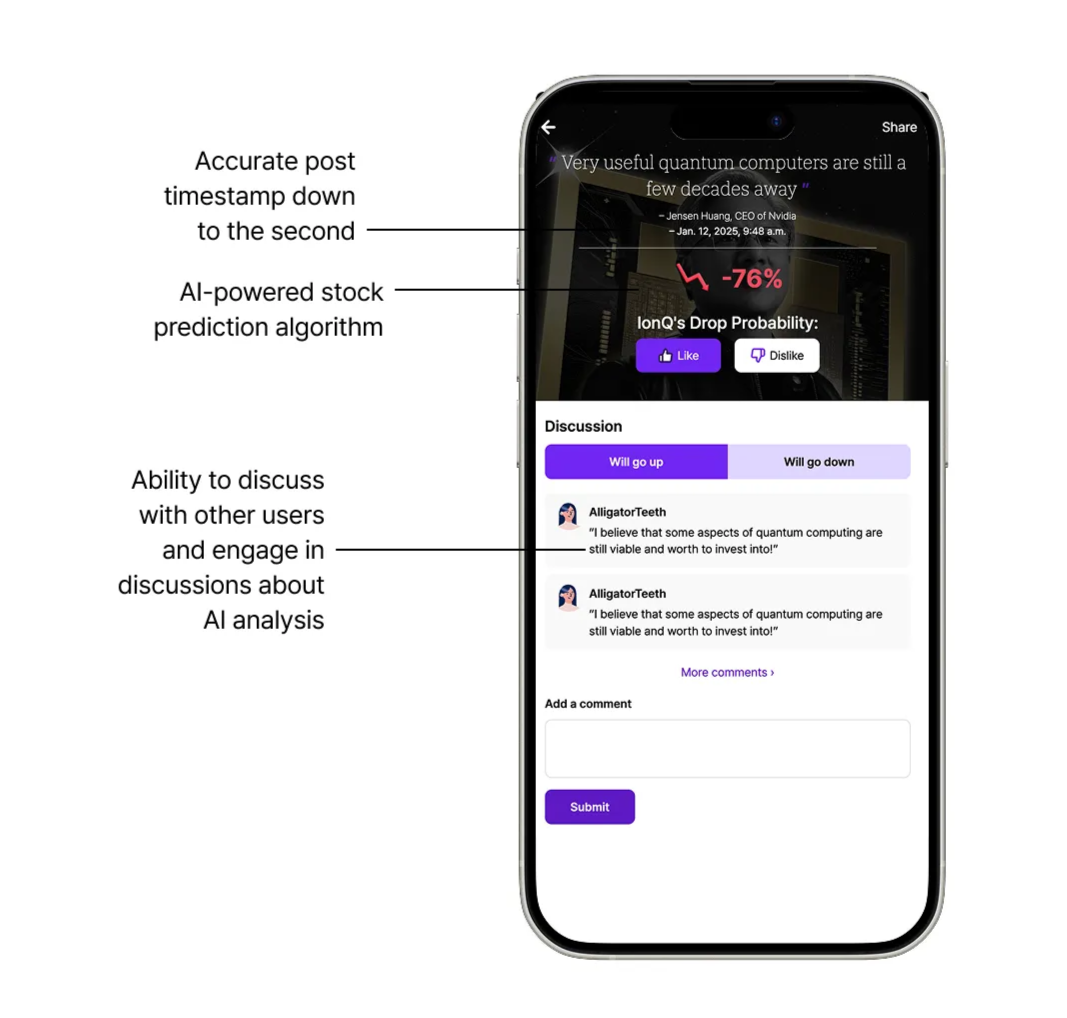 Accurate post
timestamp down
to the second
AI-powered stock
prediction algorithm
Ability to discuss
with other users
and engage in
discussions about
AI analysis
Share
" Very useful quantum computers are still a
few decades away "
– Jensen Huang, CEO of Nvidia
– Jan. 12, 2025, 9:48 a.m.
-76%
IonQ's Drop Probability:
Like
Dislike
Discussion
Will go up
Will go down
AlligatorTeeth
“I believe that some aspects of quantum computing are
still viable and worth to invest into!”
AlligatorTeeth
“I believe that some aspects of quantum computing are
still viable and worth to invest into!”
More comments ›
Add a comment
Submit